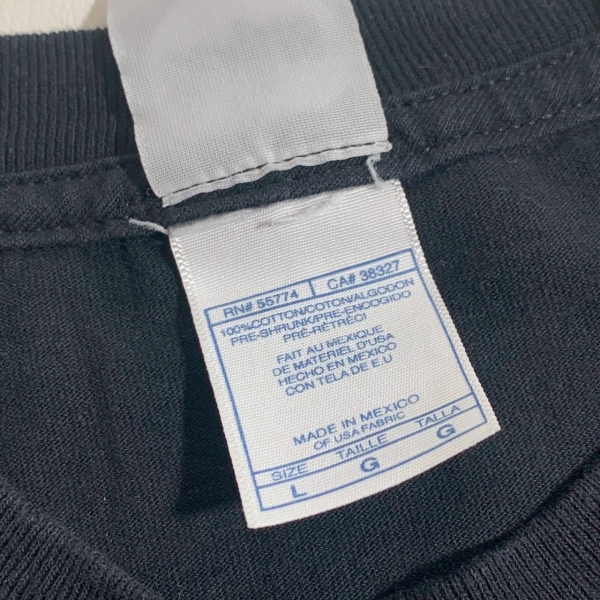 RN# 55774 CA# 38327
100%COTTON/COTON/ALGODON
PRE-SHRUNK/PRE-ENCOGIDO
PRÉ-RÉTRÉCI
FAIT AU MEXIQUE
DE MATERIEL D'USA
HECHO EN MEXICO
CON TELA DE E.U
MADE IN MEXICO
OF USA FABRIC
SIZE TAILLE TALLA
L G G